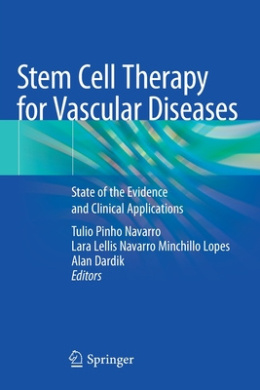 Stem Cell Therapy
for Vascular Diseases
State of the Evidence
and Clinical Applications
Tulio Pinho Navarro
Lara Lellis Navarro Minchillo Lopes
Alan Dardik
Editors
Springer